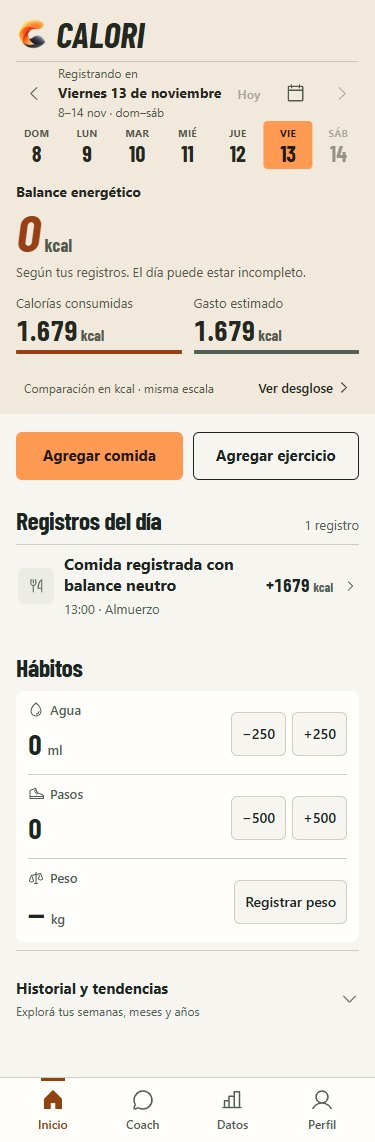 CALORI
Registrando en
Viernes 13 de noviembre
Hoy
8–14 nov · dom–sáb
DOM LUN MAR MIÉ JUE VIE SÁB
8 9 10 11 12 13 14
Balance energético
0 kcal
Según tus registros. El día puede estar incompleto.
Calorías consumidas Gasto estimado
1.679 kcal 1.679 kcal
Comparación en kcal · misma escala Ver desglose
Agregar comida Agregar ejercicio
Registros del día 1 registro
Comida registrada con
balance neutro
+1679 kcal
13:00 · Almuerzo
Hábitos
Agua
0 ml
−250 +250
Pasos
0
−500 +500
Peso
– kg
Registrar peso
Historial y tendencias
Explorá tus semanas, meses y años
Inicio Coach Datos Perfil